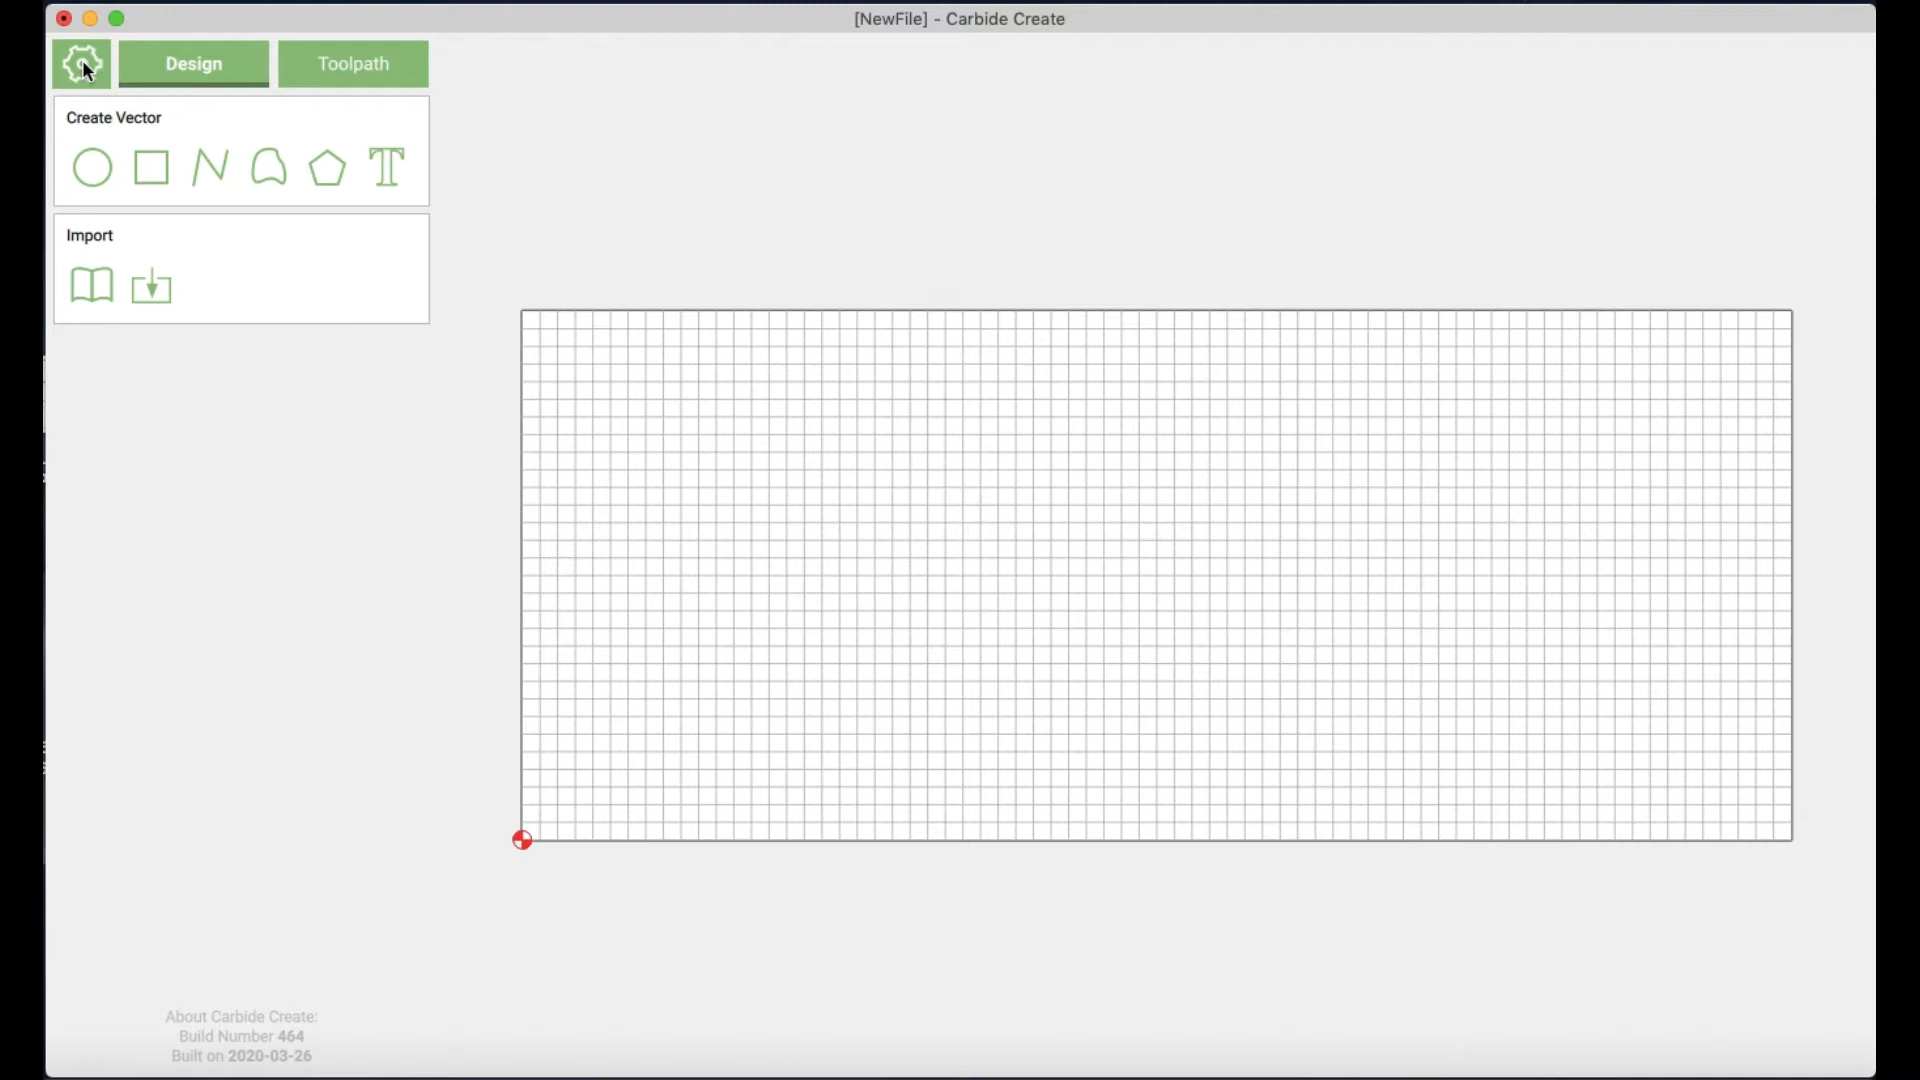 [NewFile] - Carbide Create
Design
Toolpath
Create Vector
T
Import
About Carbide Create:
Build Number 464
Built on 2020-03-26